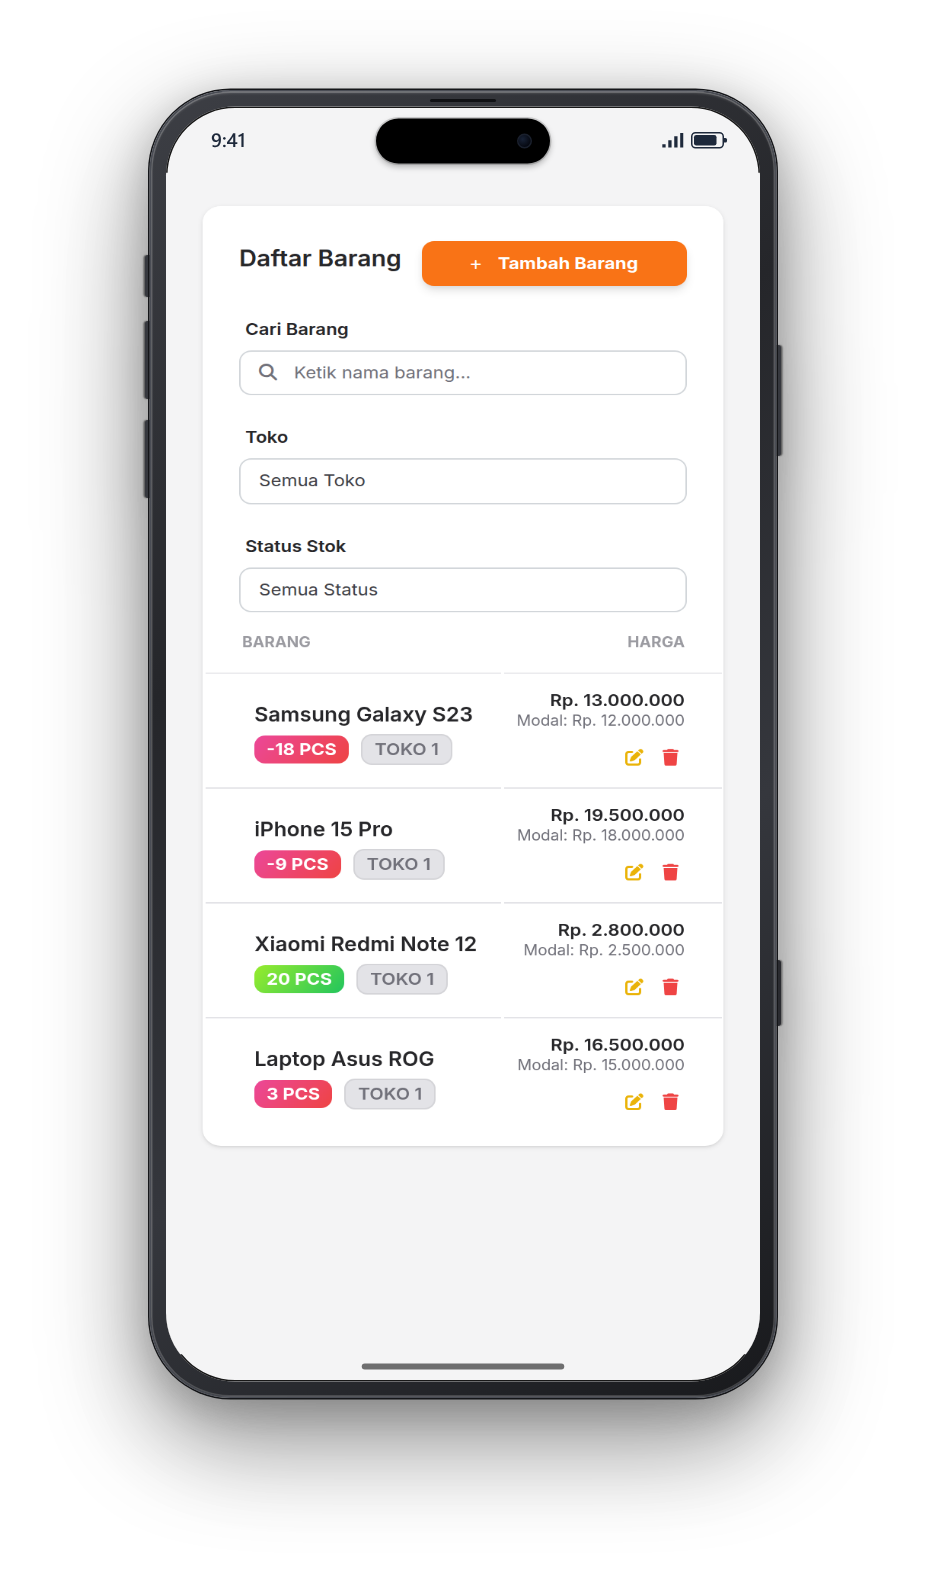 9:41
Daftar Barang
+ Tambah Barang
Cari Barang
Ketik nama barang...
Toko
Semua Toko
Status Stok
Semua Status
BARANG HARGA
Samsung Galaxy S23
-18 PCS TOKO 1
Rp. 13.000.000
Modal: Rp. 12.000.000
iPhone 15 Pro
-9 PCS TOKO 1
Rp. 19.500.000
Modal: Rp. 18.000.000
Xiaomi Redmi Note 12
20 PCS TOKO 1
Rp. 2.800.000
Modal: Rp. 2.500.000
Laptop Asus ROG
3 PCS TOKO 1
Rp. 16.500.000
Modal: Rp. 15.000.000